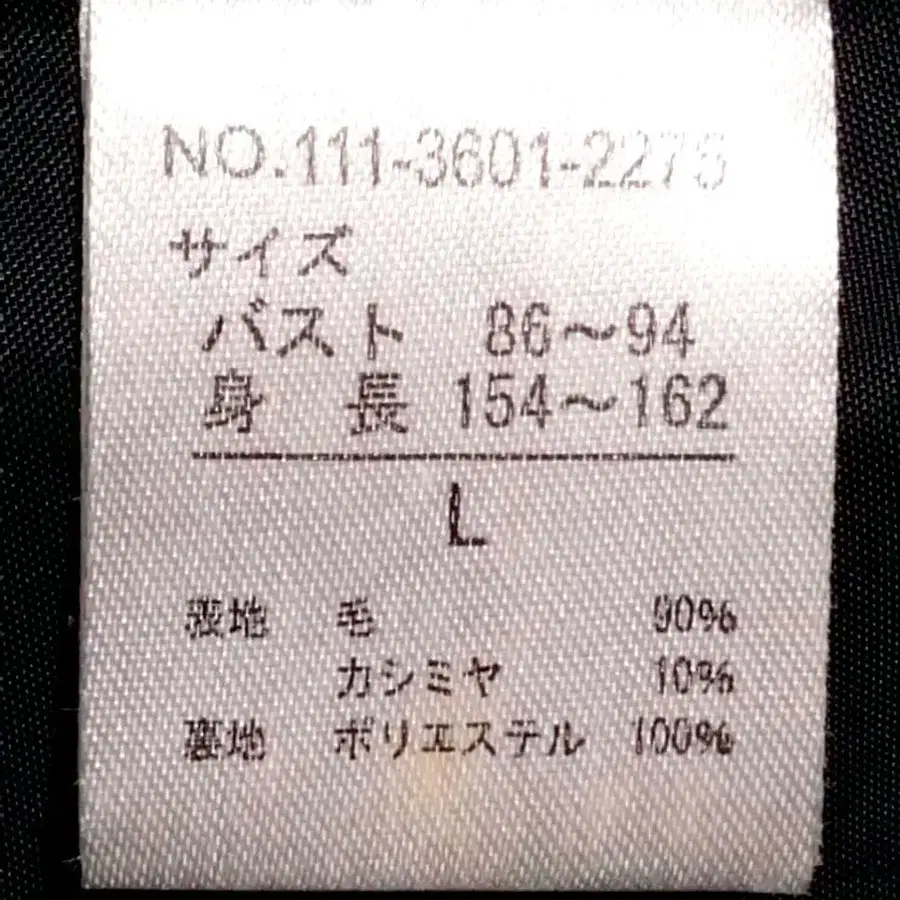 NO.111-3601-2276
サイズ
バスト 86～94
身 長 154～162
L
表地 毛 90%
カシミヤ 10%
裏地 ポリエステル 100%